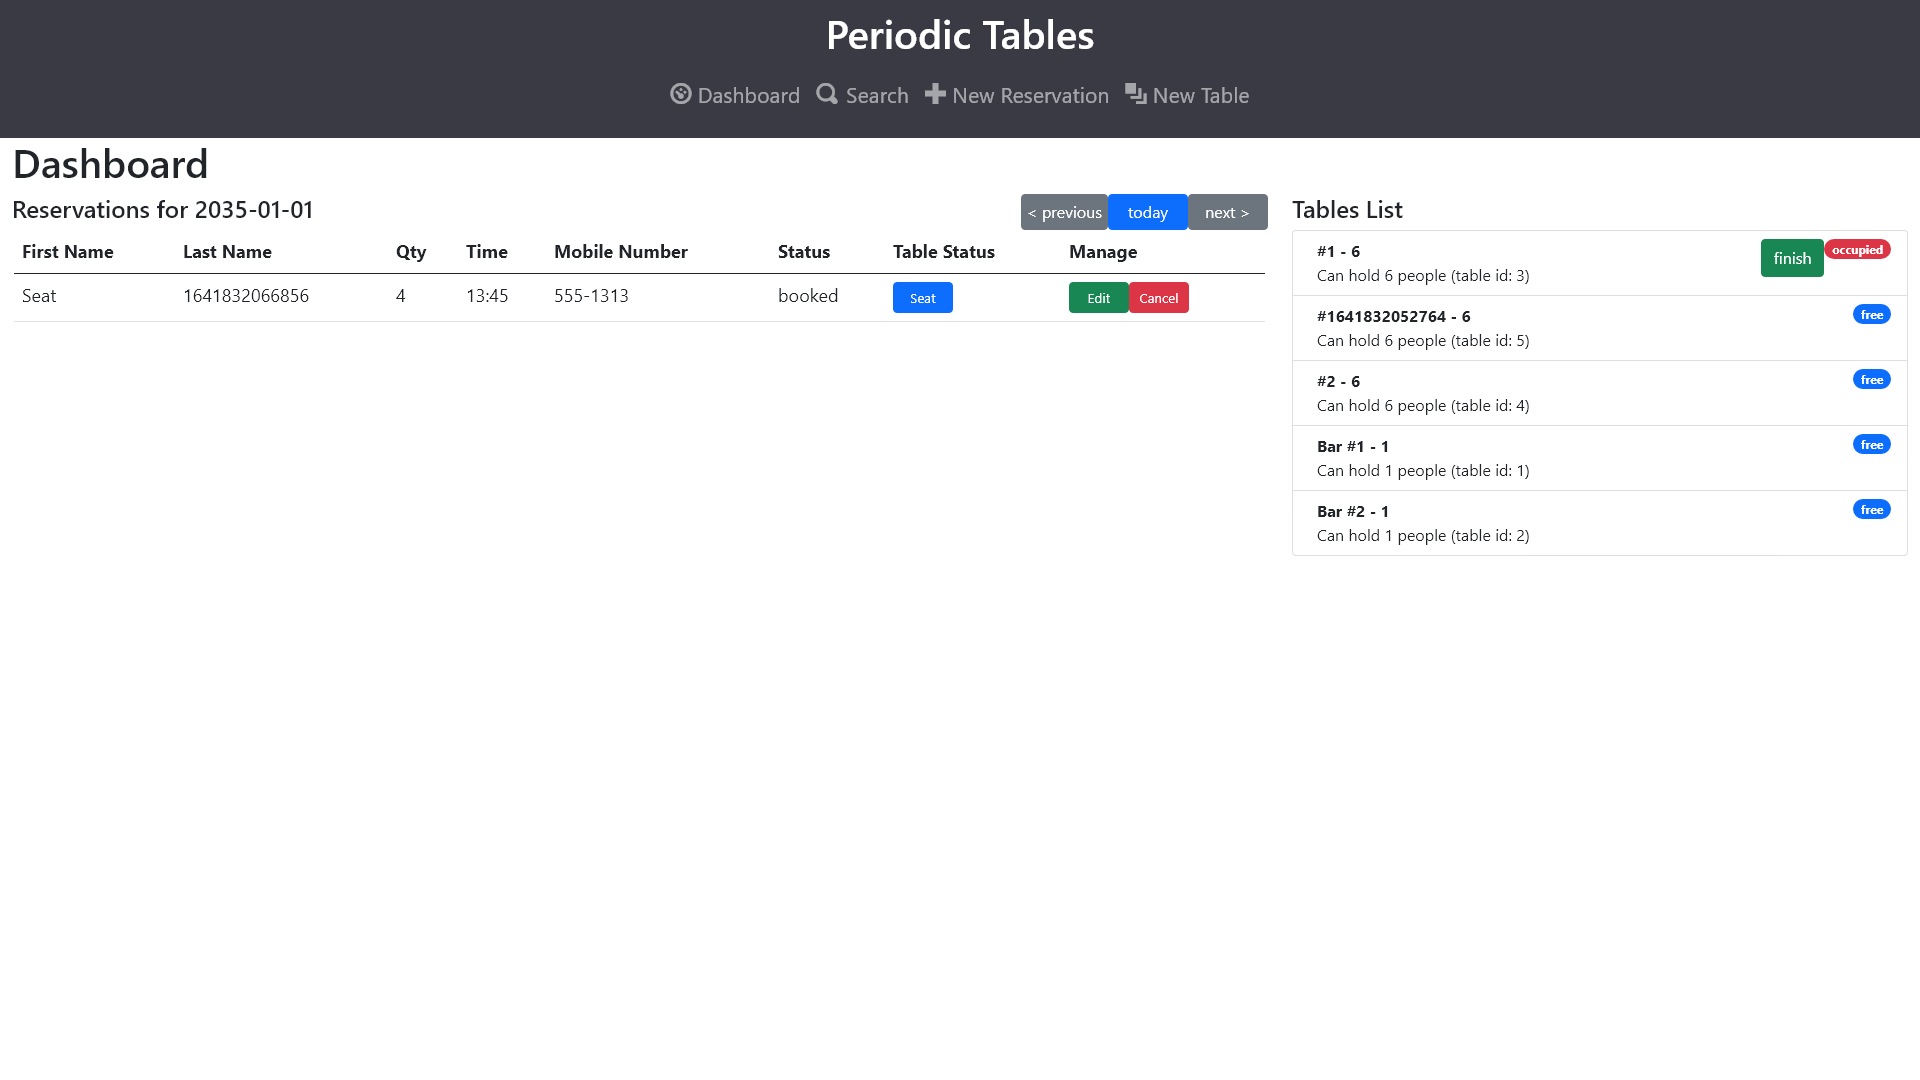 Periodic Tables
Dashboard Search New Reservation New Table
Dashboard
Reservations for 2035-01-01
< previous today next >
First Name Last Name Qty Time Mobile Number Status Table Status Manage
Seat 1641832066856 4 13:45 555-1313 booked Seat Edit Cancel
Tables List
#1 - 6 finish occupied
Can hold 6 people (table id: 3)
#1641832052764 - 6 free
Can hold 6 people (table id: 5)
#2 - 6 free
Can hold 6 people (table id: 4)
Bar #1 - 1 free
Can hold 1 people (table id: 1)
Bar #2 - 1 free
Can hold 1 people (table id: 2)